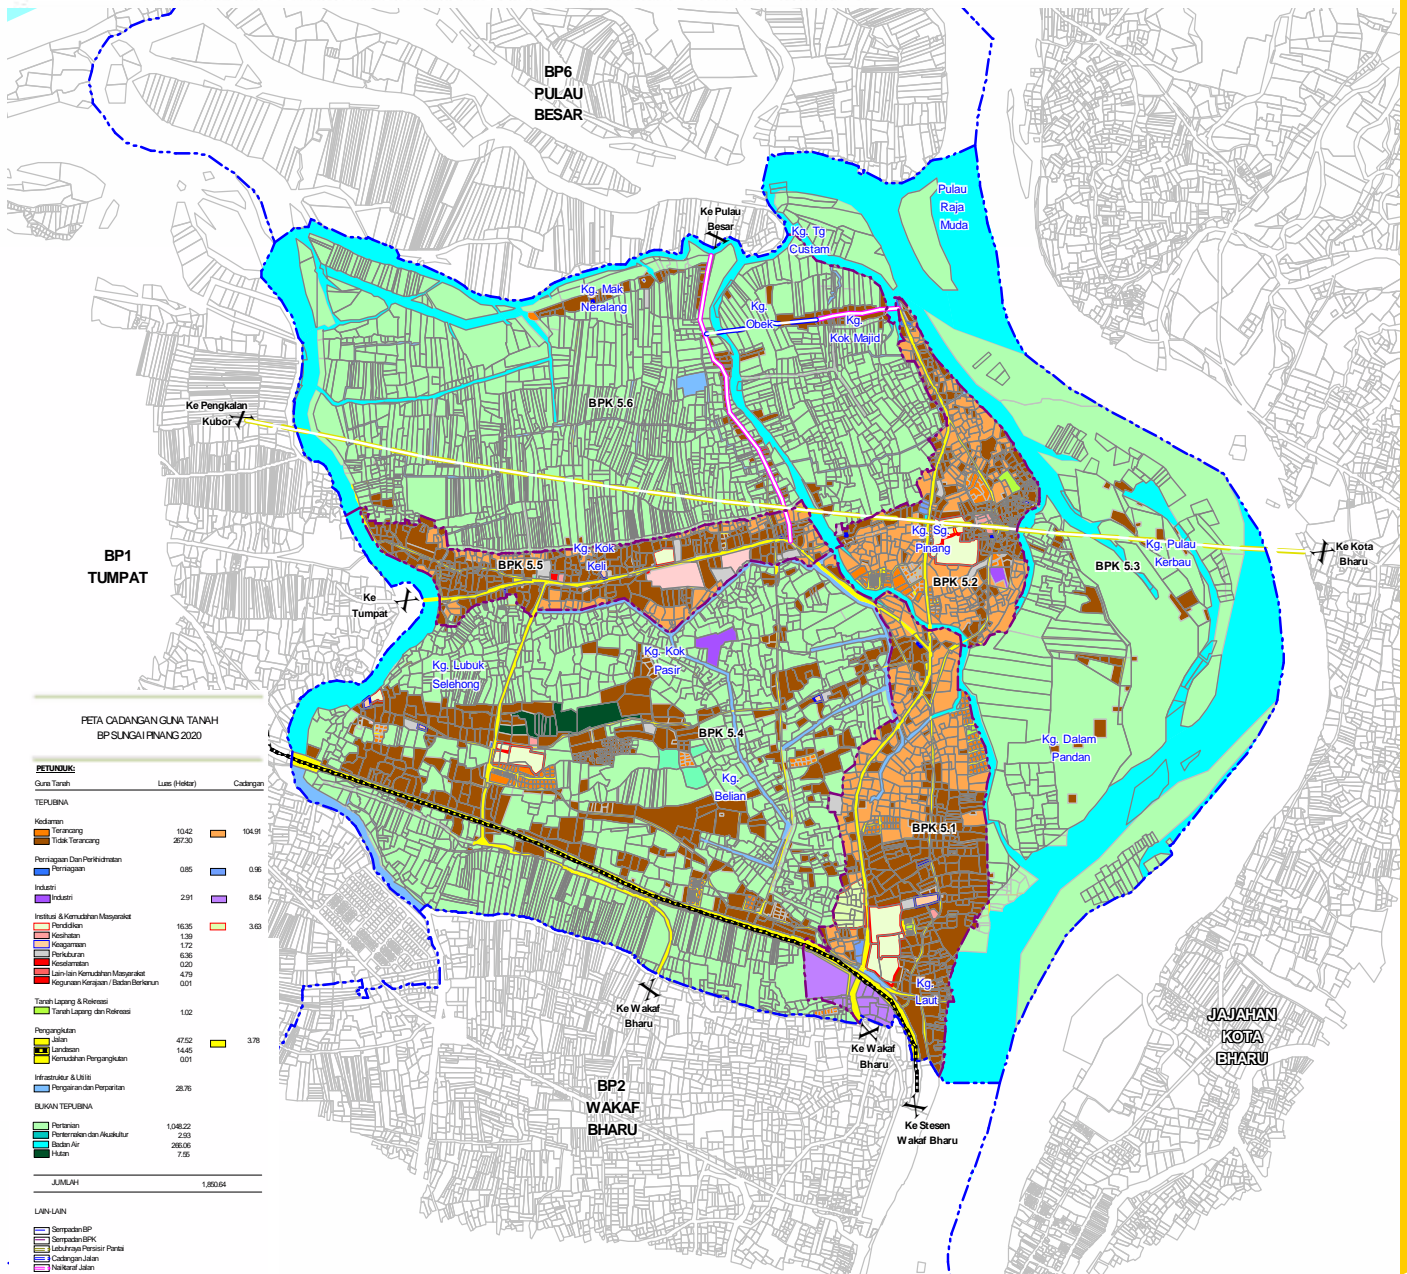 BP6
PULAU
BESAR
Pulau
Raja
Muda
Ke Pulau
Besar
Kg. Tg
Custam
Kg. Mak
Neralang
Kg.
Obek
Kg.
Kok Majid
Ke Pengkalan
Kubor
BPK 5.6
BP1
TUMPAT
Kg. Sg.
Pinang
Kg. Pulau
Kerbau
Ke Kota
Bharu
Kg. Kok
Keli
BPK 5.5
BPK 5.2
BPK 5.3
Ke
Tumpat
Kg. Lubuk
Selehong
Kg. Kok
Pasir
BPK 5.4
Kg. Dalam
Pandan
Kg.
Belian
BPK 5.1
Kg.
Laut
Ke Wakaf
Bharu
Ke Wakaf
Bharu
JAJAHAN
KOTA
BHARU
BP2
WAKAF
BHARU
Ke Stesen
Wakaf Bharu
PETA CADANGAN GUNA TANAH
BP SUNGAI PINANG 2020
PETUNJUK:
Guna Tanah Luas (Hektar) Cadangan
TEPUBINA
Kediaman
Terancang 10.42 104.91
Tidak Terancang 267.30
Perniagaan Dan Perkhidmatan
Perniagaan 0.85 0.96
Industri
Industri 2.91 8.54
Institusi & Kemudahan Masyarakat
Pendidikan 16.35 3.63
Kesihatan 1.39
Keagamaan 1.72
Perkuburan 6.36
Keselamatan 0.20
Lain-lain Kemudahan Masyarakat 4.79
Kegunaan Kerajaan / Badan Berkanun 0.01
Tanah Lapang & Rekreasi
Tanah Lapang dan Rekreasi 1.02
Pengangkutan
Jalan 47.52 3.78
Landasan 14.45
Kemudahan Pengangkutan 0.01
Infrastruktur & Utiliti
Pengairan dan Perparitan 28.76
BUKAN TEPUBINA
Pertanian 1,048.22
Penternakan dan Akuakultur 2.93
Badan Air 266.06
Hutan 7.55
JUMLAH 1,850.64
LAIN-LAIN
Sempadan BP
Sempadan BPK
Lebuhraya Persisir Pantai
Cadangan Jalan
Naiktaraf Jalan